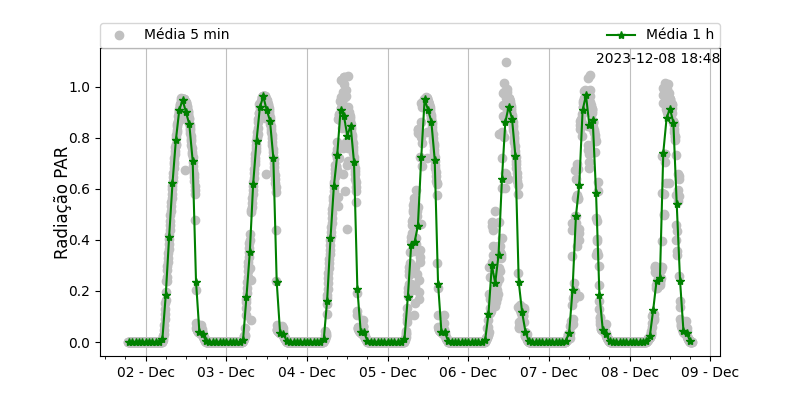 Média 5 min
Média 1 h
2023-12-08 18:48
Radiação PAR
1.0
0.8
0.6
0.4
0.2
0.0
02 - Dec
03 - Dec
04 - Dec
05 - Dec
06 - Dec
07 - Dec
08 - Dec
09 - Dec